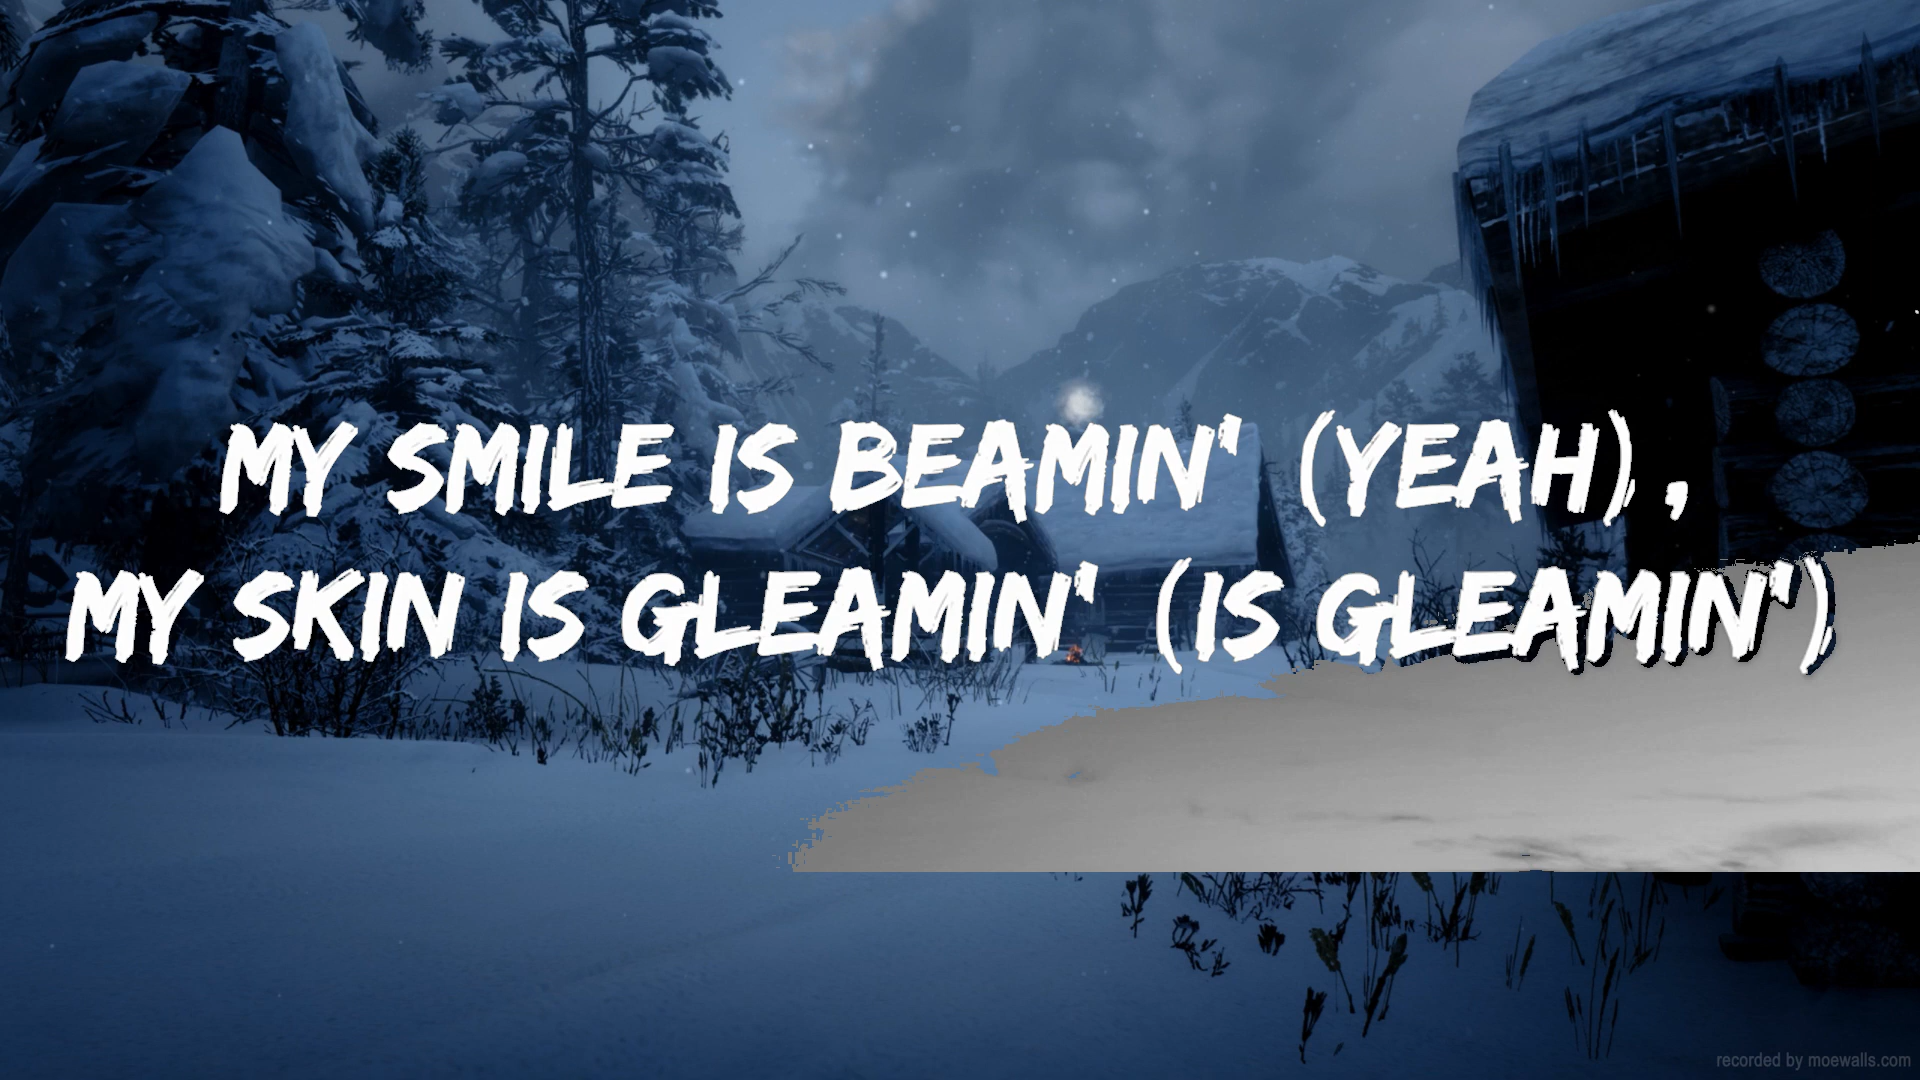 MY SMILE IS BEAMIN' (YEAH) ,
MY SKIN IS GLEAMIN' (IS GLEAMIN')
recorded by moewalls.com